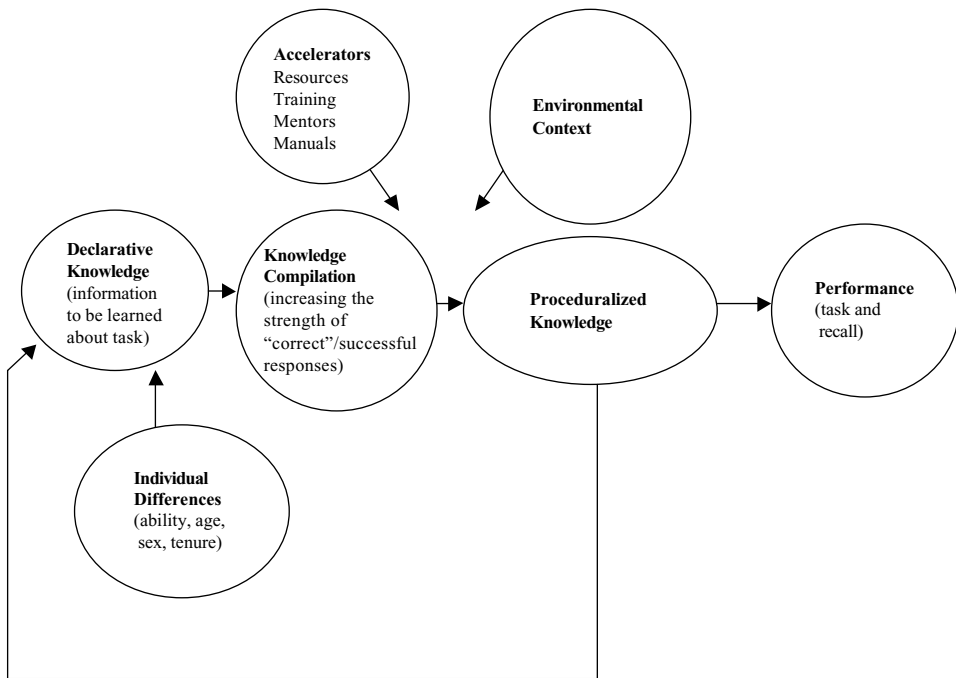 Accelerators
Resources
Training
Mentors
Manuals
Environmental
Context
Declarative
Knowledge
(information
to be learned
about task)
Knowledge
Compilation
(increasing the
strength of
“correct”/successful
responses)
Proceduralized
Knowledge
Performance
(task and
recall)
Individual
Differences
(ability, age,
sex, tenure)